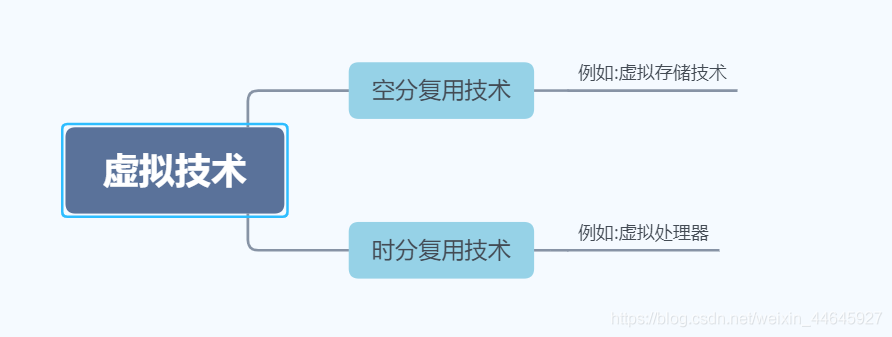 虚拟技术
空分复用技术
例如:虚拟存储技术
时分复用技术
例如:虚拟处理器
https://blog.csdn.net/weixin_44645927